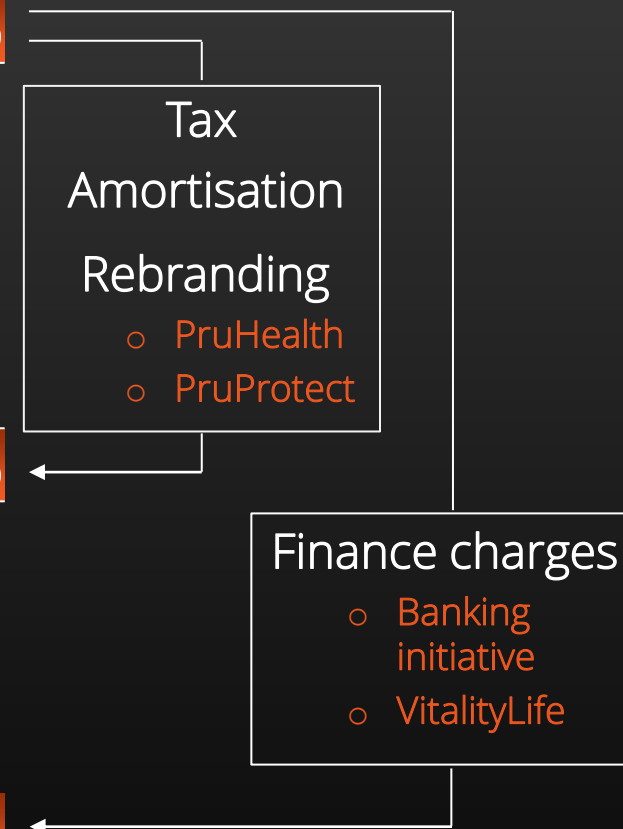 Tax
Amortisation
Rebranding
PruHealth
PruProtect
Finance charges
Banking
initiative
VitalityLife